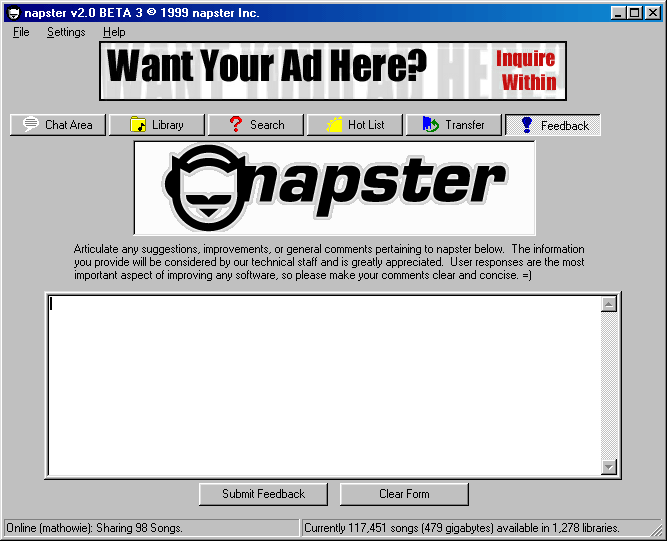 napster v2.0 BETA 3 © 1999 napster Inc.
File Settings Help
Want Your Ad Here? Inquire Within
Chat Area Library Search Hot List Transfer Feedback
napster
Articulate any suggestions, improvements, or general comments pertaining to napster below. The information
you provide will be considered by our technical staff and is greatly appreciated. User responses are the most
important aspect of improving any software, so please make your comments clear and concise. =)
Submit Feedback Clear Form
Online (mathowie): Sharing 98 Songs. Currently 117,451 songs (479 gigabytes) available in 1,278 libraries.